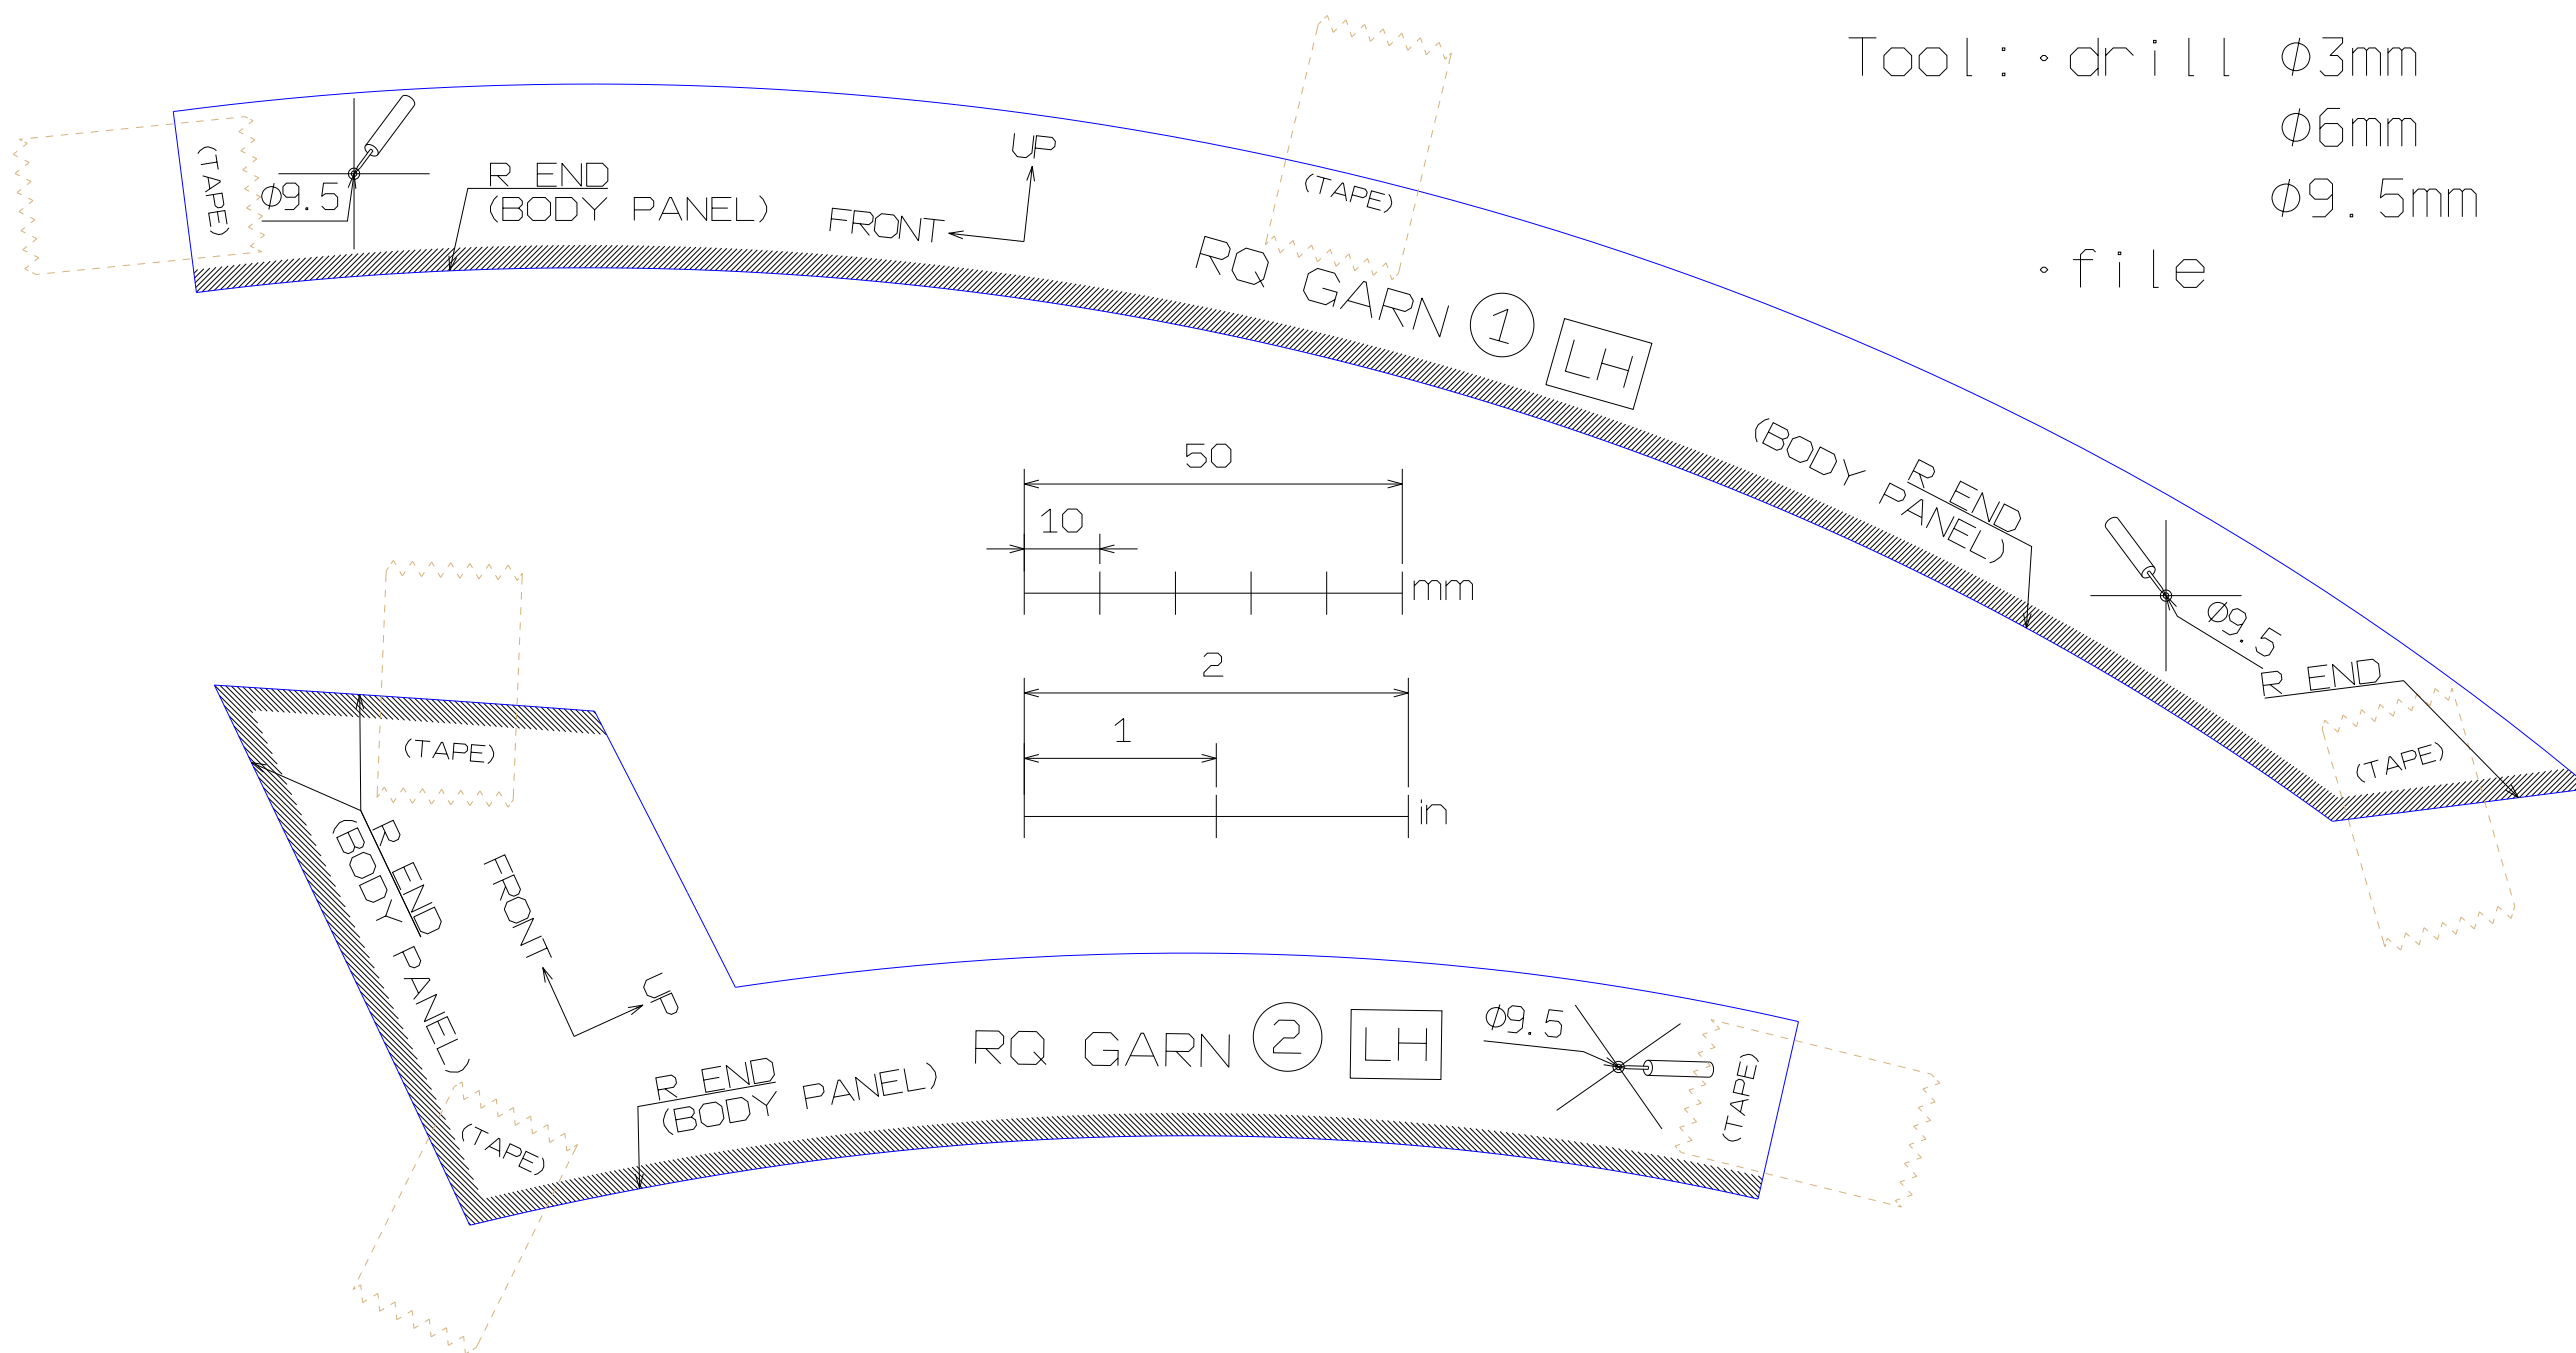 Tool: ・drill φ3mm
φ6mm
φ9.5mm
・file
(TAPE)
φ9.5
R END
(BODY PANEL)
FRONT
UP
(TAPE)
RQ GARN 1 LH
(BODY PANEL)
R END
φ9.5
R END
(TAPE)
50
10
mm
2
1
in
(TAPE)
R END
(BODY PANEL)
FRONT
UP
(TAPE)
R END
(BODY PANEL)
RQ GARN 2 LH
φ9.5
(TAPE)